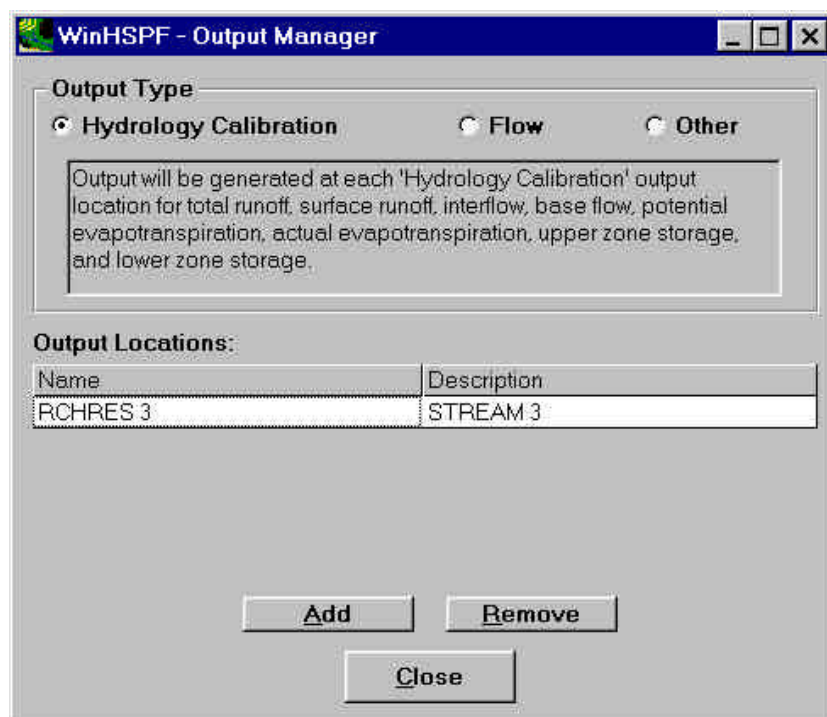 WinHSPF - Output Manager
Output Type
Hydrology Calibration Flow Other
Output will be generated at each 'Hydrology Calibration' output
location for total runoff, surface runoff, interflow, base flow, potential
evapotranspiration, actual evapotranspiration, upper zone storage,
and lower zone storage.
Output Locations:
Name Description
RCHRES 3 STREAM 3
Add Remove
Close